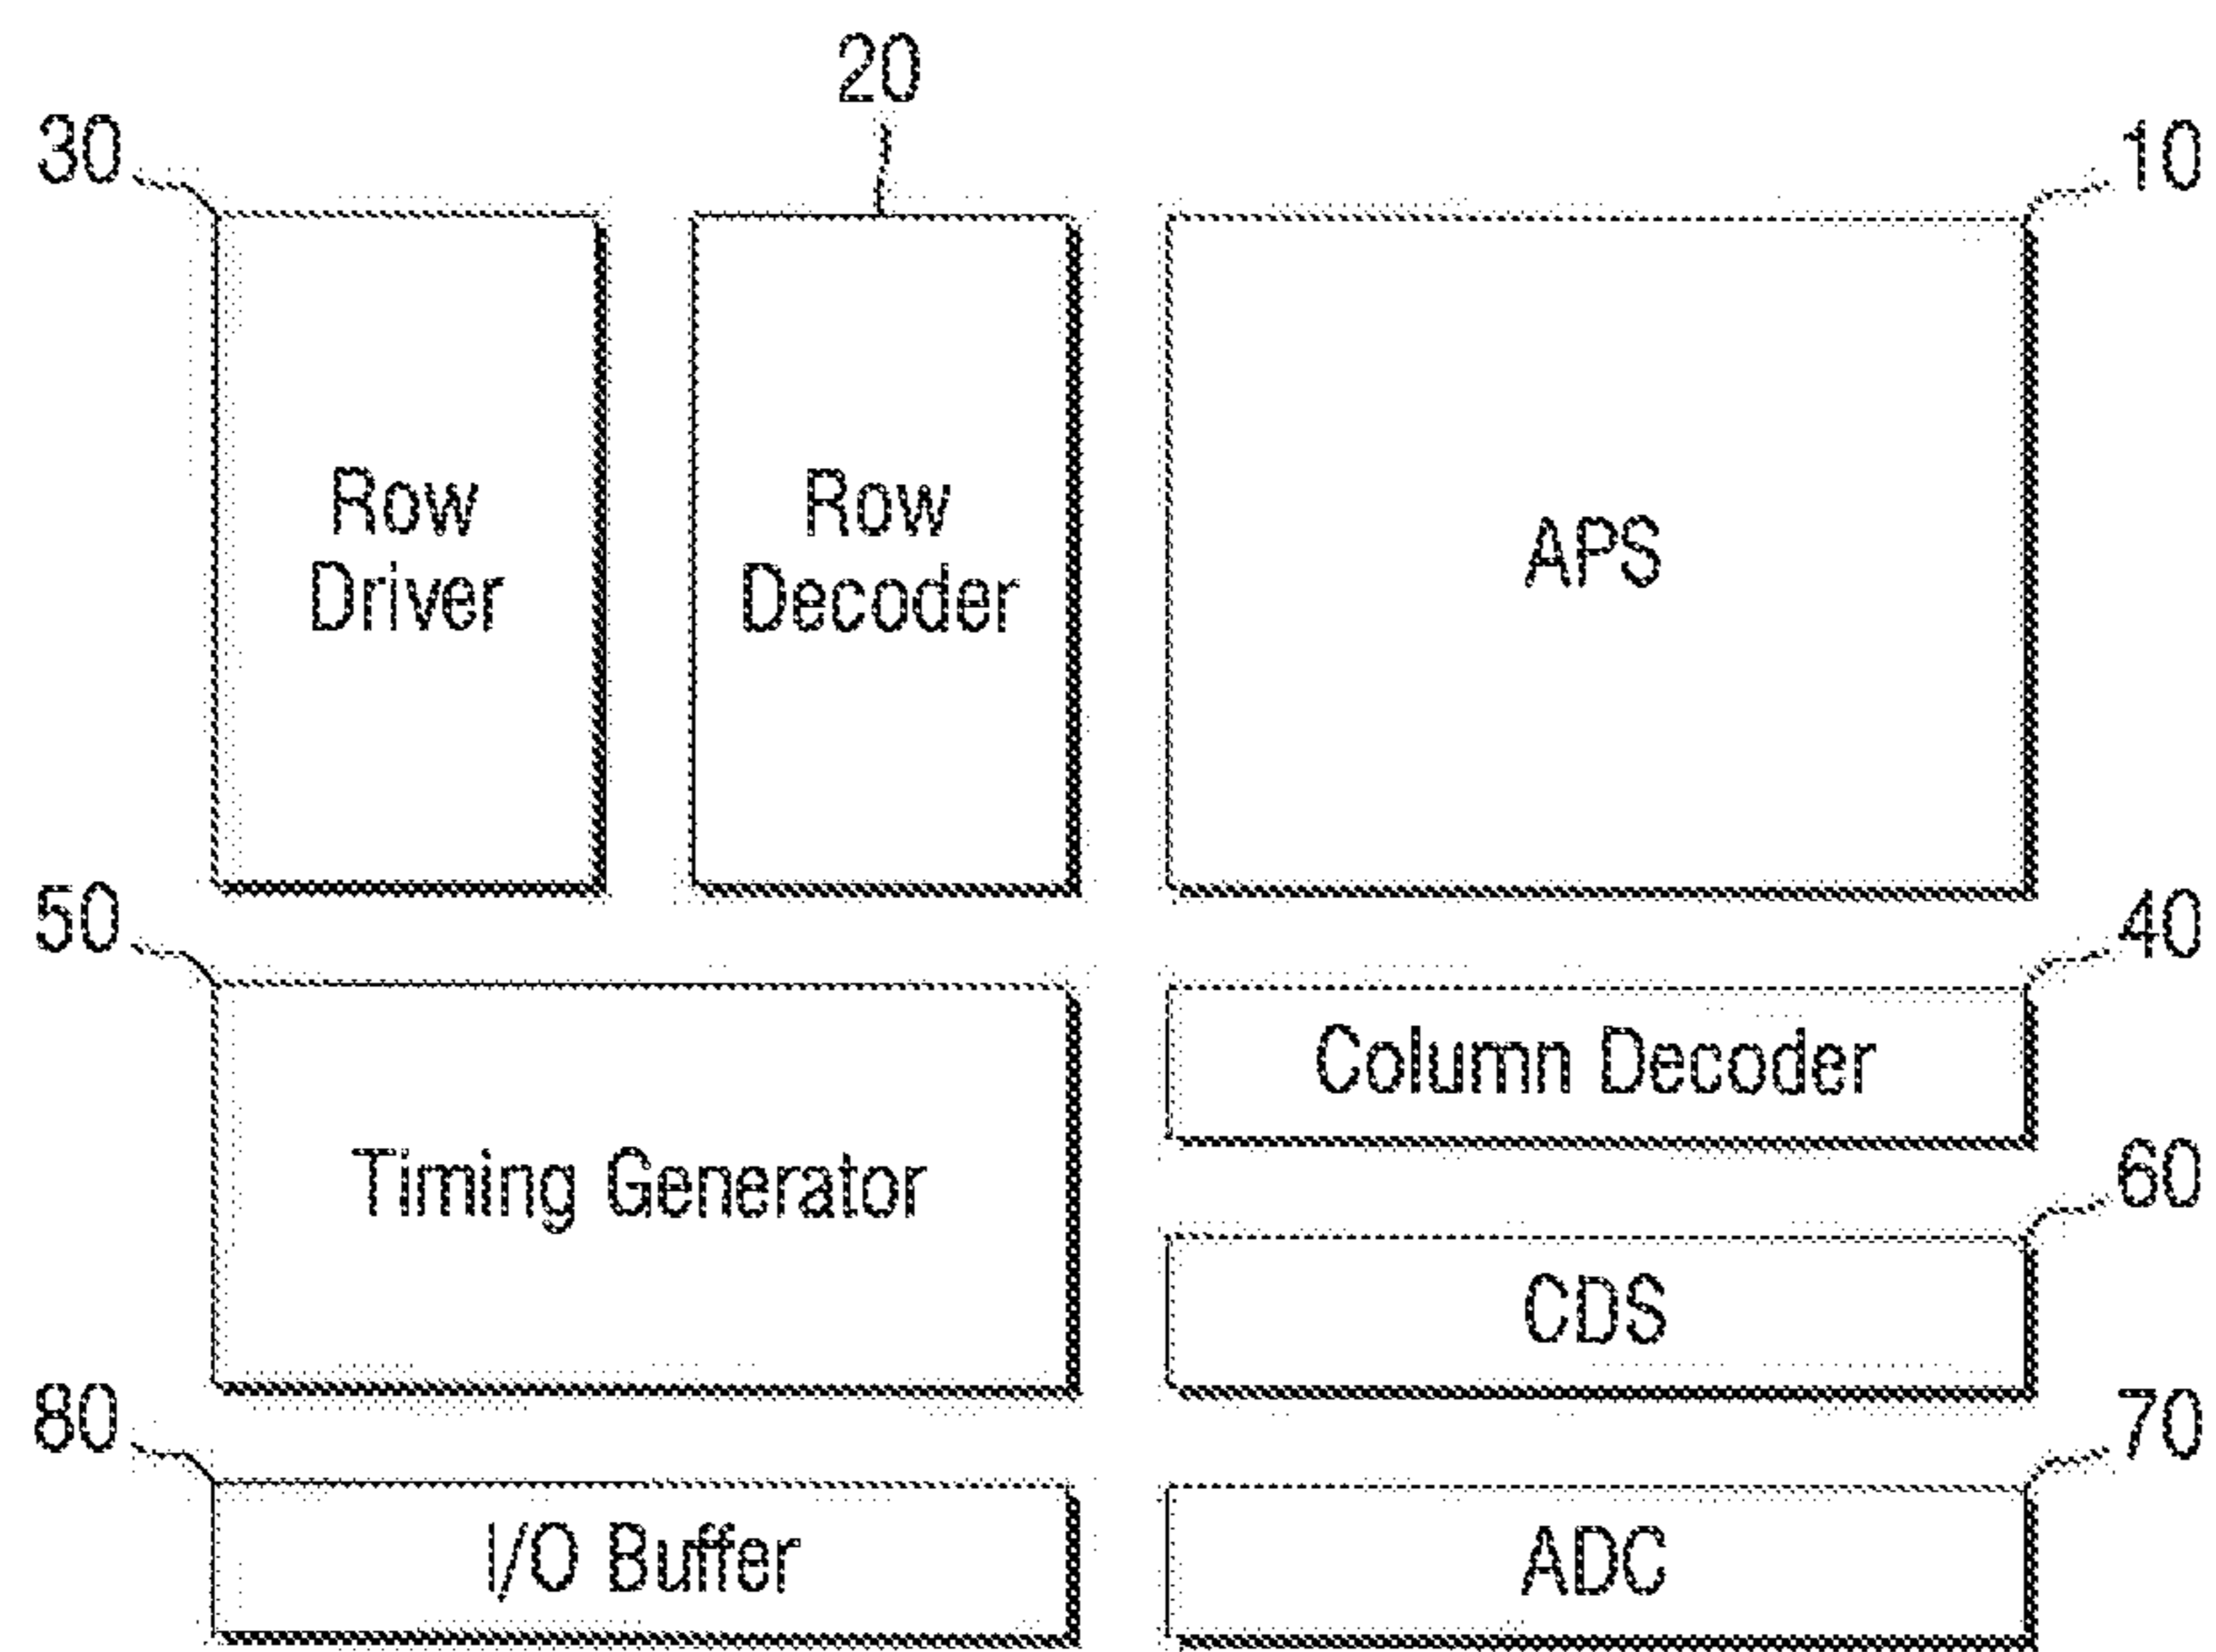 20
30
10
Row
Driver
Row
Decoder
APS
50
40
Column Decoder
Timing Generator
60
CDS
80
70
I/O Buffer
ADC